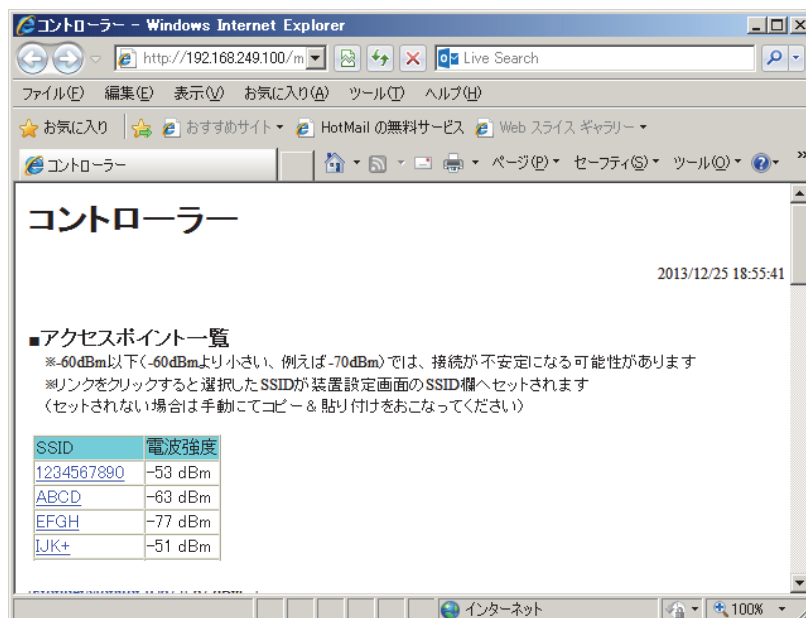 コントローラー - Windows Internet Explorer
http://192.168.249.100/m
Live Search
ファイル(F) 編集(E) 表示(V) お気に入り(A) ツール(T) ヘルプ(H)
お気に入り おすすめサイト HotMail の無料サービス Web スライス ギャラリー
コントローラー ページ(P) セーフティ(S) ツール(O) »
コントローラー
2013/12/25 18:55:41
■アクセスポイント一覧
※-60dBm以下(-60dBmより小さい、例えば-70dBm)では、接続が不安定になる可能性があります
※リンクをクリックすると選択したSSIDが装置設定画面のSSID欄へセットされます
(セットされない場合は手動にてコピー＆貼り付けをおこなってください)
SSID 電波強度
1234567890 -53 dBm
ABCD -63 dBm
EFGH -77 dBm
IJK+ -51 dBm
インターネット 100%